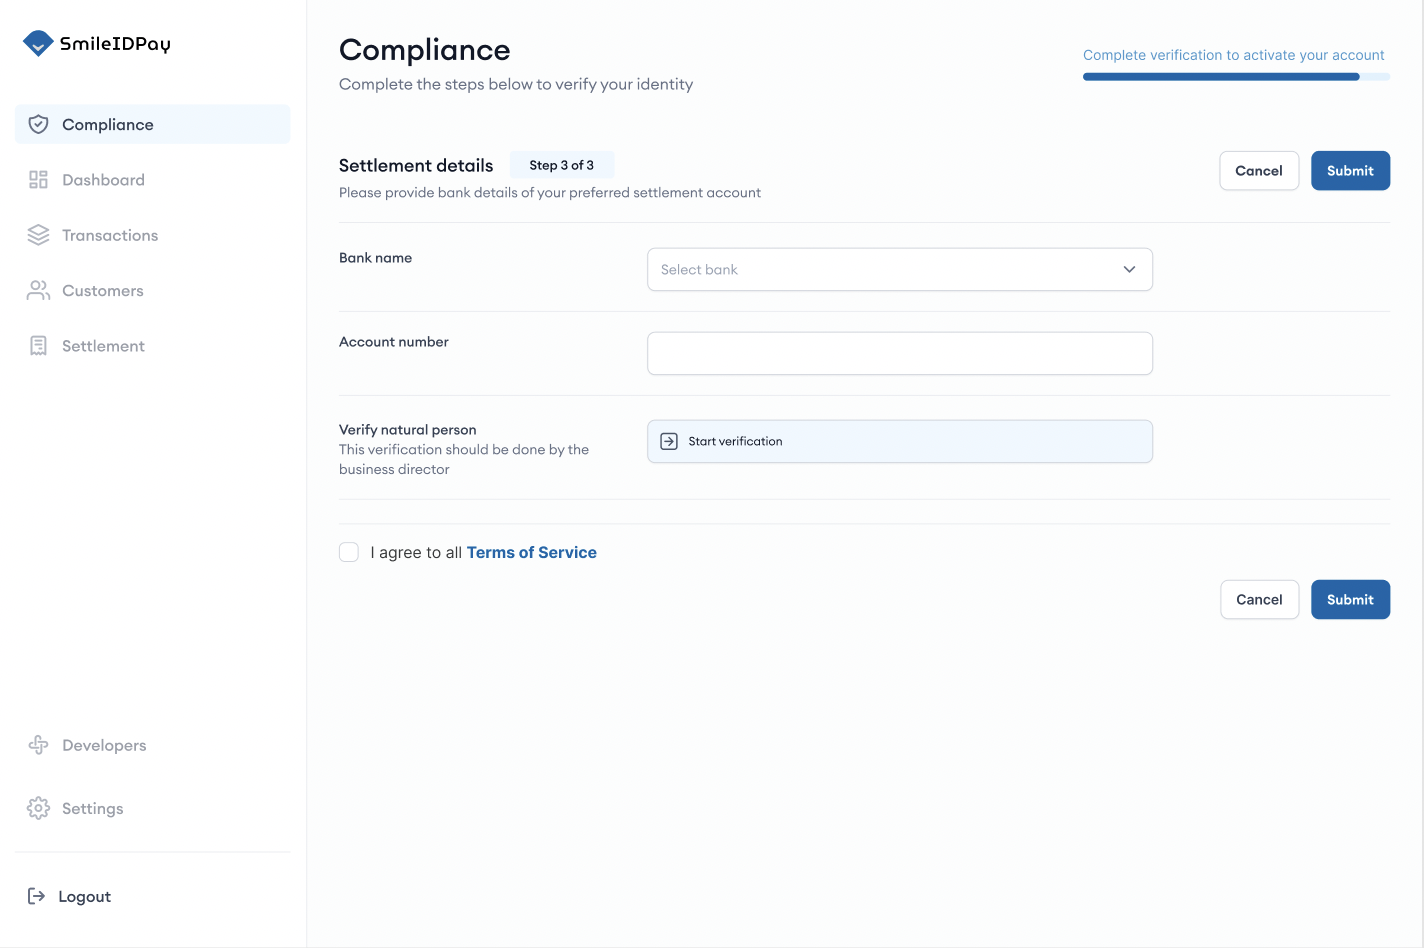 SmileIDPay
Compliance
Dashboard
Transactions
Customers
Settlement
Developers
Settings
Logout
Compliance
Complete the steps below to verify your identity
Complete verification to activate your account
Settlement details
Step 3 of 3
Please provide bank details of your preferred settlement account
Cancel
Submit
Bank name
Select bank
Account number
Verify natural person
This verification should be done by the
business director
Start verification
I agree to all Terms of Service
Cancel
Submit